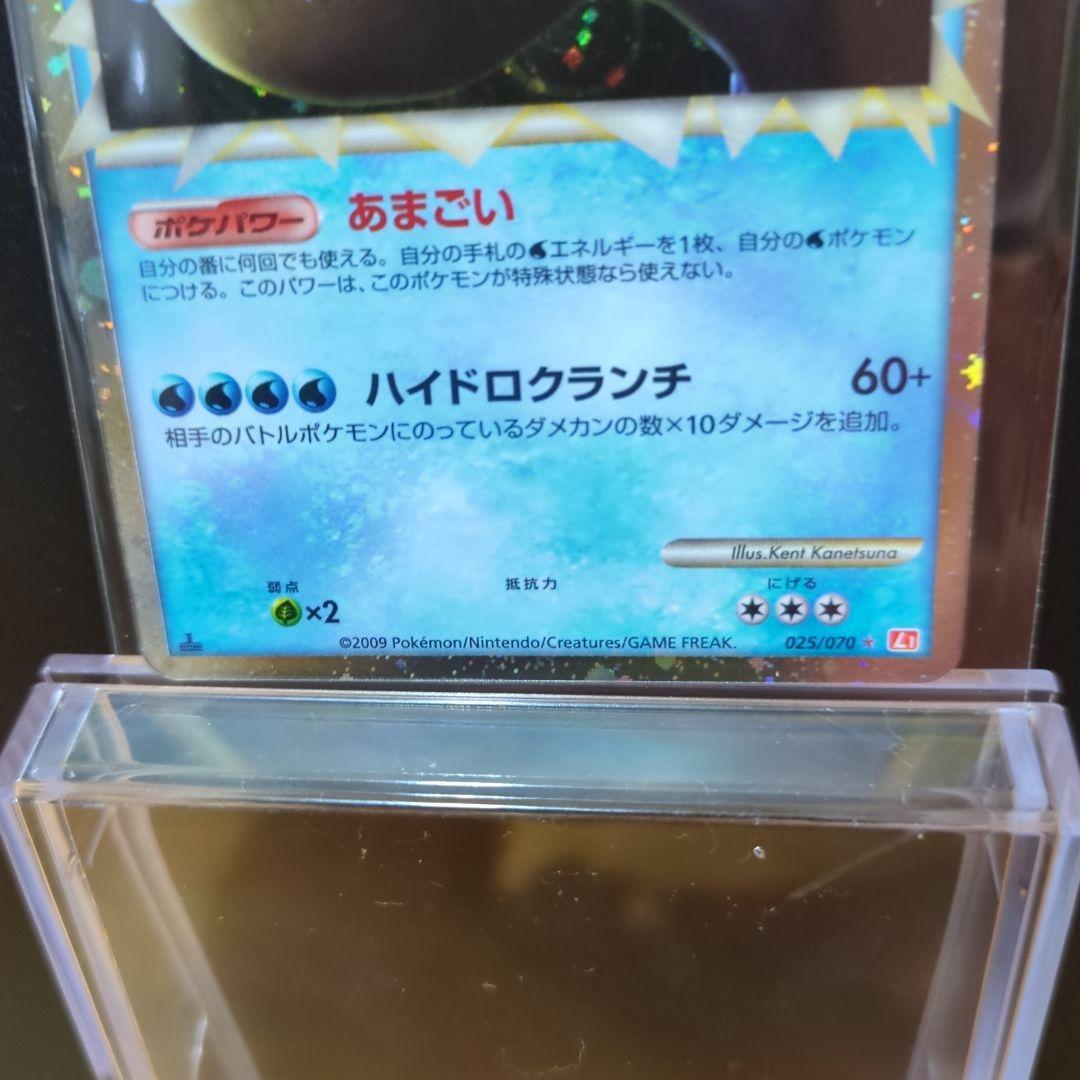 ポケパワー あまごい
自分の番に何回でも使える。自分の手札のエネルギーを1枚、自分のポケモン
につける。このパワーは、このポケモンが特殊状態なら使えない。
ハイドロクランチ 60+
相手のバトルポケモンにのっているダメカンの数×10ダメージを追加。
Illus.Kent Kanetsuna
弱点 抵抗力 にげる
×2
1 EDITION ©2009 Pokémon/Nintendo/Creatures/GAME FREAK. 025/070 ★ L1